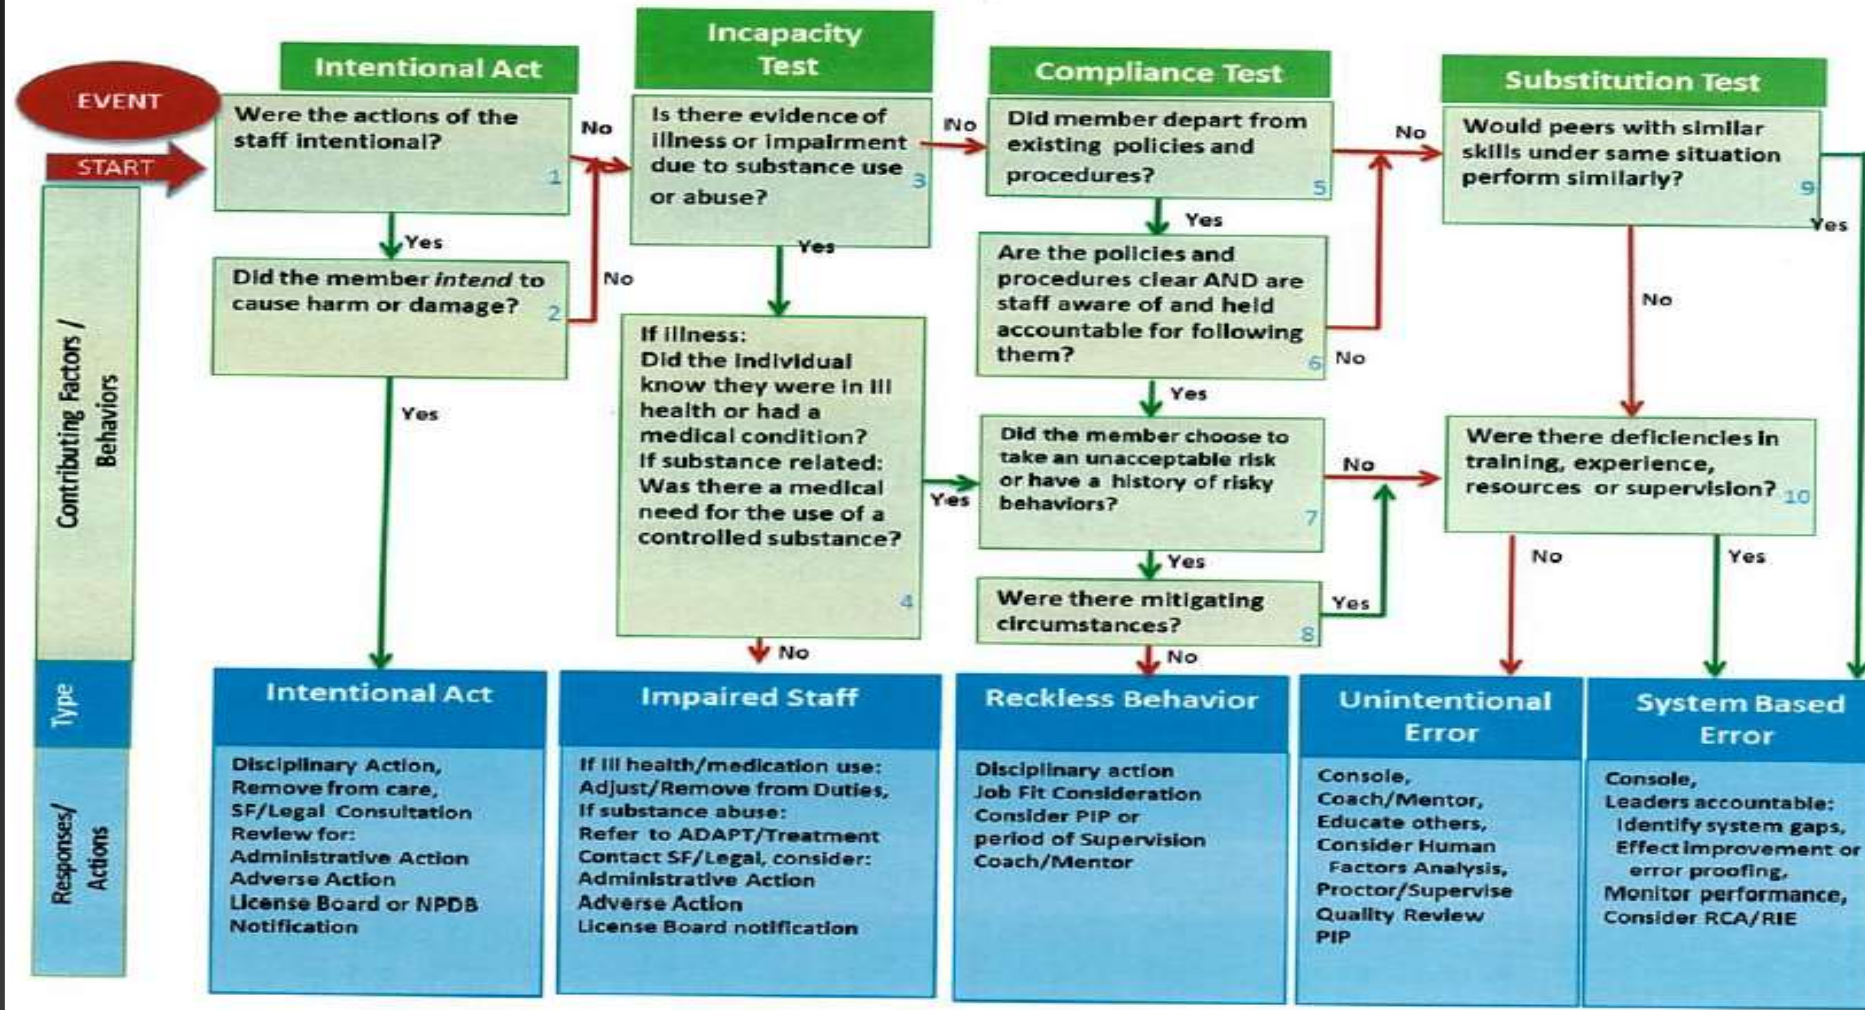 EVENT
START
Intentional Act
Were the actions of the
staff intentional?
1
No
Yes
Did the member intend to
cause harm or damage?
2
No
Yes
Incapacity
Test
Is there evidence of
illness or impairment
due to substance use
or abuse?
3
No
Yes
If illness:
Did the individual
know they were in ill
health or had a
medical condition?
If substance related:
Was there a medical
need for the use of a
controlled substance?
4
Yes
No
Compliance Test
Did member depart from
existing policies and
procedures?
5
No
Yes
Are the policies and
procedures clear AND are
staff aware of and held
accountable for following
them?
6
No
Yes
Did the member choose to
take an unacceptable risk
or have a history of risky
behaviors?
7
No
Yes
Were there mitigating
circumstances?
8
Yes
No
Substitution Test
Would peers with similar
skills under same situation
perform similarly?
9
Yes
No
Were there deficiencies in
training, experience,
resources or supervision?
10
No
Yes
Contributing Factors /
Behaviors
Type
Responses/
Actions
Intentional Act
Disciplinary Action,
Remove from care,
SF/Legal Consultation
Review for:
Administrative Action
Adverse Action
License Board or NPDB
Notification
Impaired Staff
If ill health/medication use:
Adjust/Remove from Duties,
If substance abuse:
Refer to ADAPT/Treatment
Contact SF/Legal, consider:
Administrative Action
Adverse Action
License Board notification
Reckless Behavior
Disciplinary action
Job Fit Consideration
Consider PIP or
period of Supervision
Coach/Mentor
Unintentional
Error
Console,
Coach/Mentor,
Educate others,
Consider Human
Factors Analysis,
Proctor/Supervise
Quality Review
PIP
System Based
Error
Console,
Leaders accountable:
Identify system gaps,
Effect improvement or
error proofing,
Monitor performance,
Consider RCA/RIE